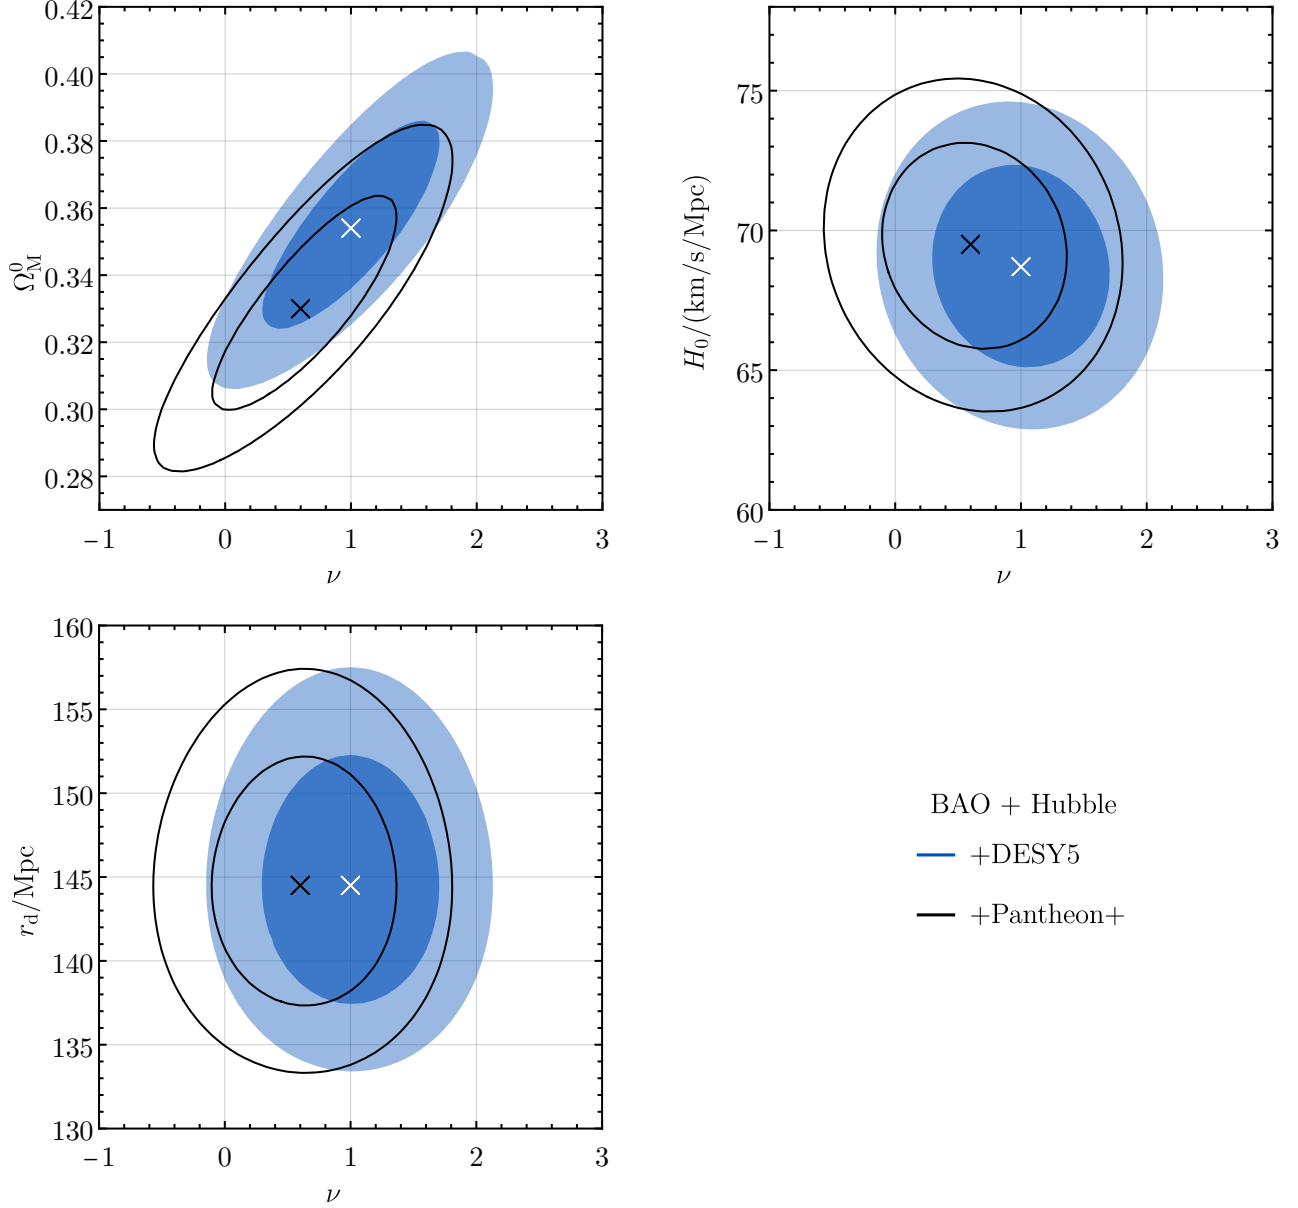 0.42
0.40
0.38
0.36
0.34
0.32
0.30
0.28
Ω⁰_M
−1 0 1 2 3
ν
75
70
65
60
H₀/(km/s/Mpc)
−1 0 1 2 3
ν
160
155
150
145
140
135
130
r_d/Mpc
−1 0 1 2 3
ν
BAO + Hubble
+DESY5
+Pantheon+